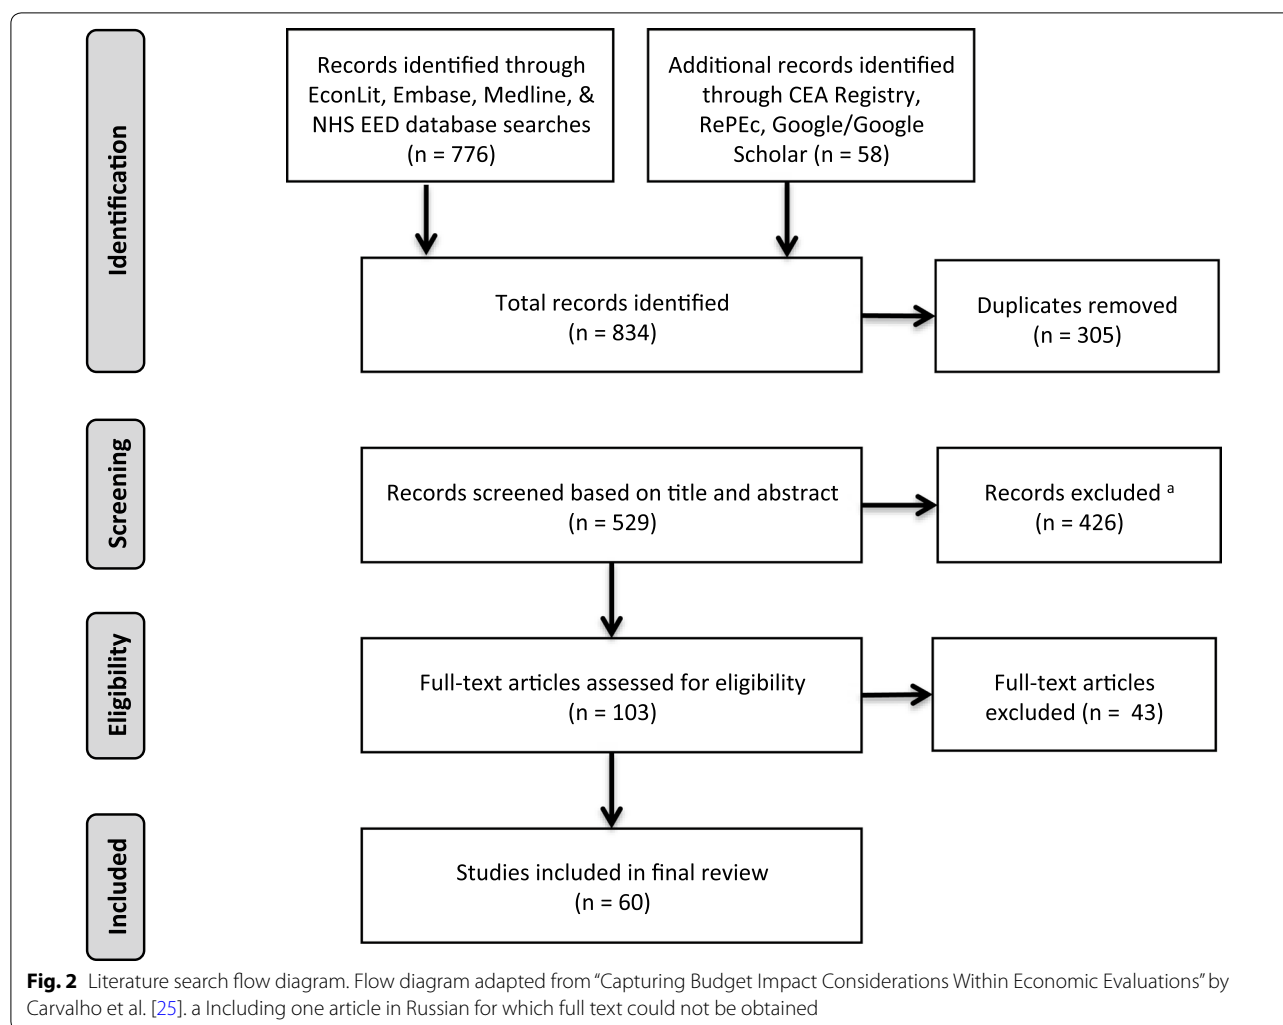 Identification
Records identified through
EconLit, Embase, Medline, &
NHS EED database searches
(n = 776)
Additional records identified
through CEA Registry,
RePEc, Google/Google
Scholar (n = 58)
Total records identified
(n = 834)
Duplicates removed
(n = 305)
Screening
Records screened based on title and abstract
(n = 529)
Records excluded a
(n = 426)
Eligibility
Full-text articles assessed for eligibility
(n = 103)
Full-text articles
excluded (n = 43)
Included
Studies included in final review
(n = 60)
Fig. 2 Literature search flow diagram. Flow diagram adapted from “Capturing Budget Impact Considerations Within Economic Evaluations” by
Carvalho et al. [25]. a Including one article in Russian for which full text could not be obtained